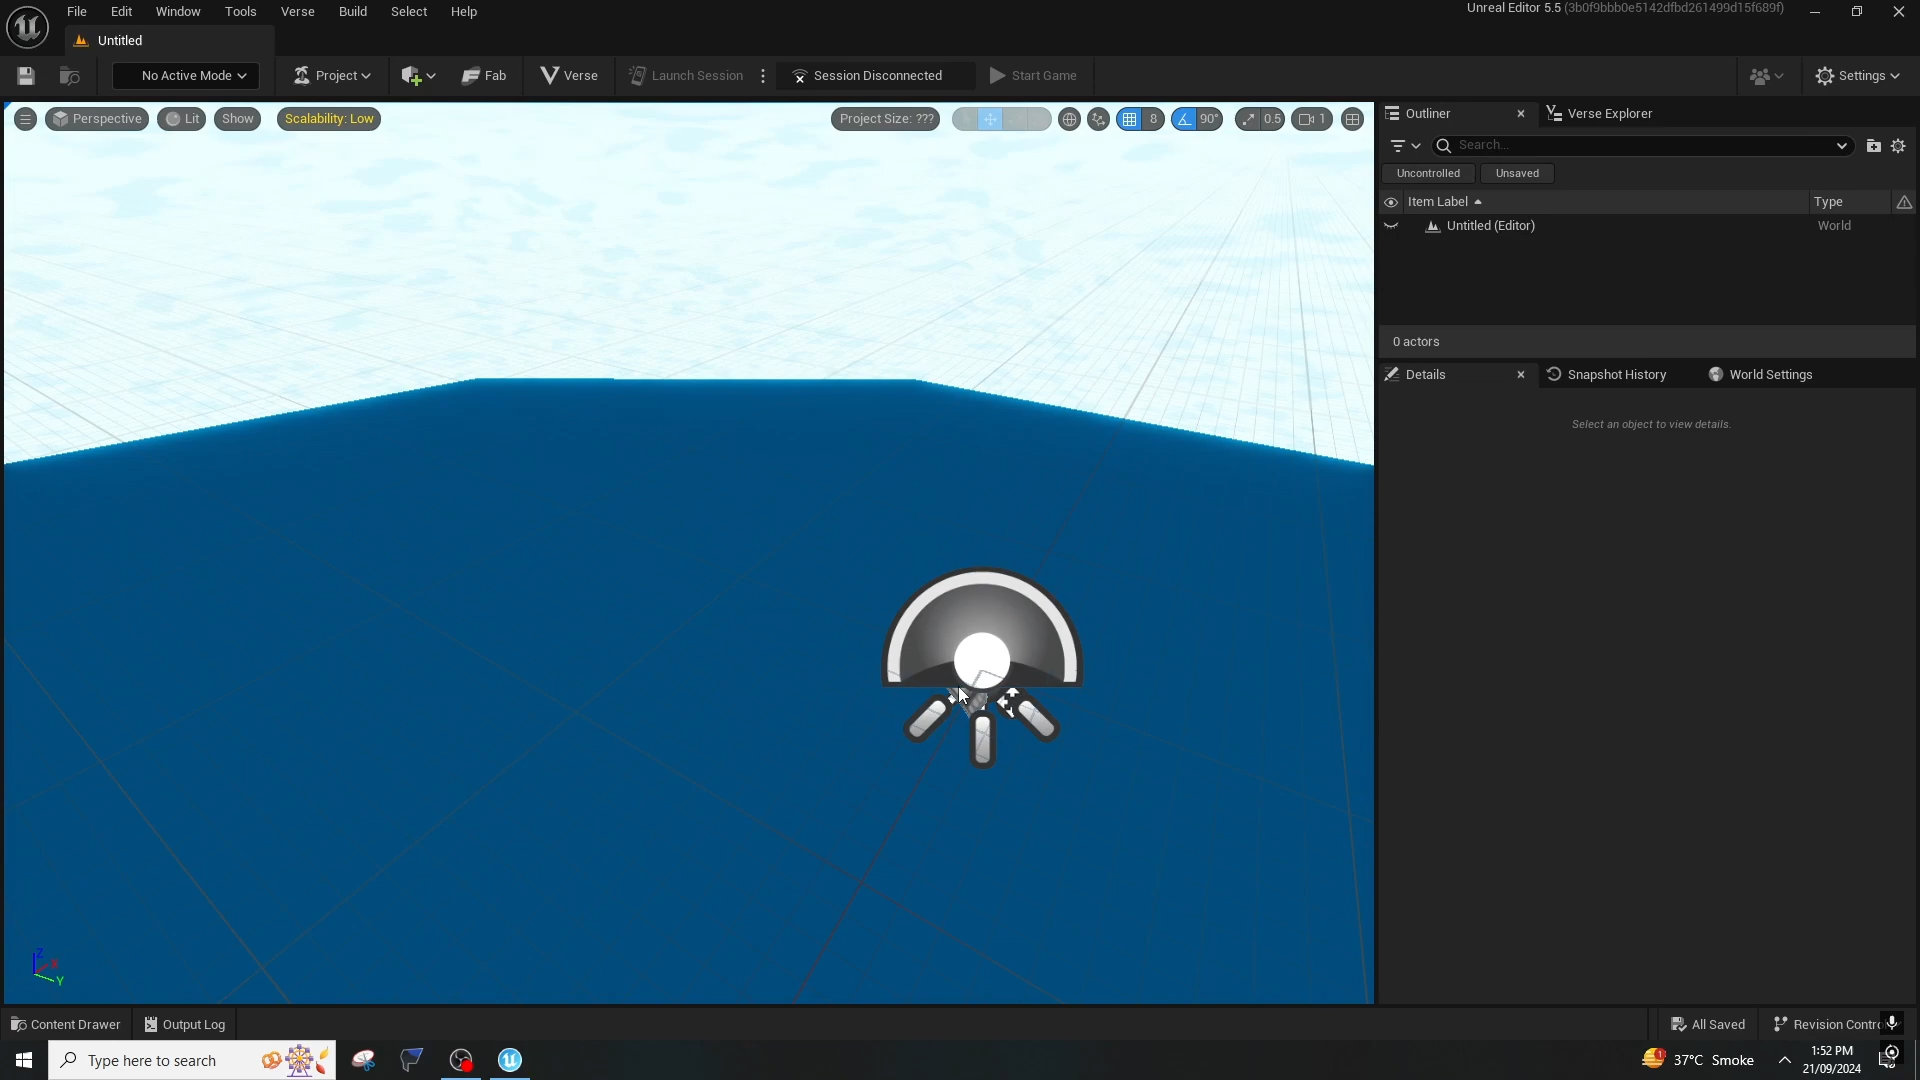 File Edit Window Tools Verse Build Select Help
Unreal Editor 5.5 (3b0f9bbb0e5142dfbd261499d15f689f)
Untitled
No Active Mode Project Fab Verse Launch Session Session Disconnected Start Game Settings
Perspective Lit Show Scalability: Low Project Size: ??? 8 90° 0.5 1
Outliner Verse Explorer
Search...
Uncontrolled Unsaved
Item Label Type
Untitled (Editor) World
0 actors
Details Snapshot History World Settings
Select an object to view details.
Z
X
Y
Content Drawer Output Log All Saved Revision Contro
Type here to search
1
37°C Smoke
1:52 PM
21/09/2024